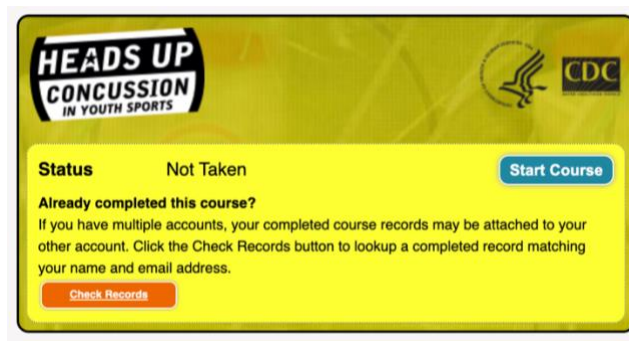 HEADS UP
CONCUSSION
IN YOUTH SPORTS
CDC
Status Not Taken
Start Course
Already completed this course?
If you have multiple accounts, your completed course records may be attached to your
other account. Click the Check Records button to lookup a completed record matching
your name and email address.
Check Records